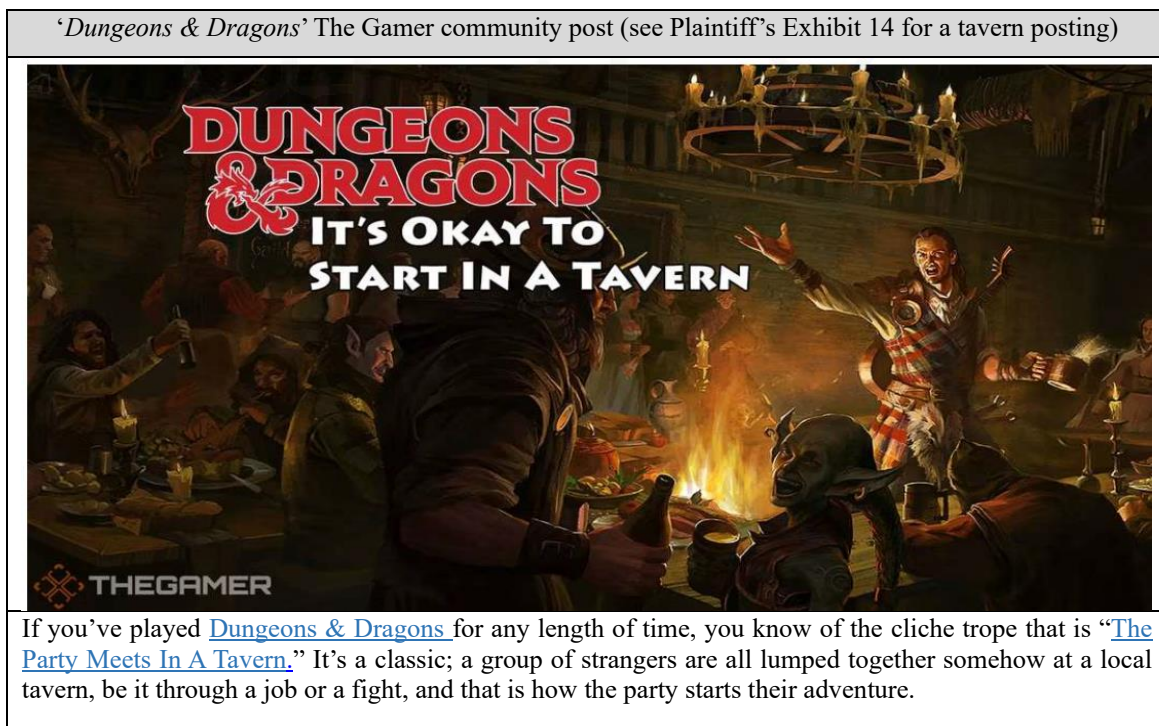 ‘Dungeons & Dragons’ The Gamer community post (see Plaintiff’s Exhibit 14 for a tavern posting)
DUNGEONS
& DRAGONS
IT’S OKAY TO
START IN A TAVERN
THEGAMER
If you’ve played Dungeons & Dragons for any length of time, you know of the cliche trope that is “The
Party Meets In A Tavern.” It’s a classic; a group of strangers are all lumped together somehow at a local
tavern, be it through a job or a fight, and that is how the party starts their adventure.